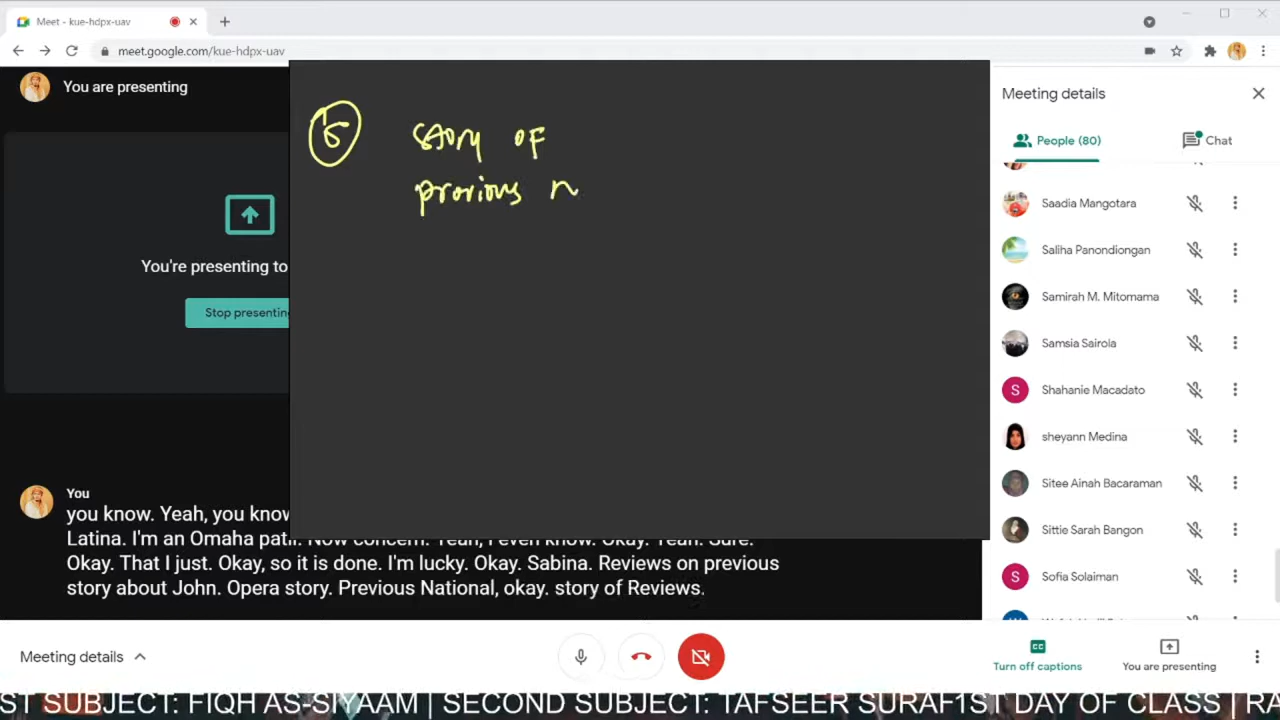 Meet - kue-hdpx-uav
meet.google.com/kue-hdpx-uav
You are presenting
You're presenting to
Stop presenting
5 story of
previous n
You
you know. Yeah, you know
Latina. I'm an Omaha pati. Now concern. Yeah, I even know. Okay. Yeah. Sure.
Okay. That I just. Okay, so it is done. I'm lucky. Okay. Sabina. Reviews on previous
story about John. Opera story. Previous National, okay. story of Reviews.
Meeting details
People (80)
Chat
Saadia Mangotara
Saliha Panondiongan
Samirah M. Mitomama
Samsia Sairola
S Shahanie Macadato
sheyann Medina
Sitee Ainah Bacaraman
Sittie Sarah Bangon
S Sofia Solaiman
Meeting details
CC
Turn off captions
You are presenting
ST SUBJECT: FIQH AS-SIYAAM | SECOND SUBJECT: TAFSEER SURAF1ST DAY OF CLASS | RA